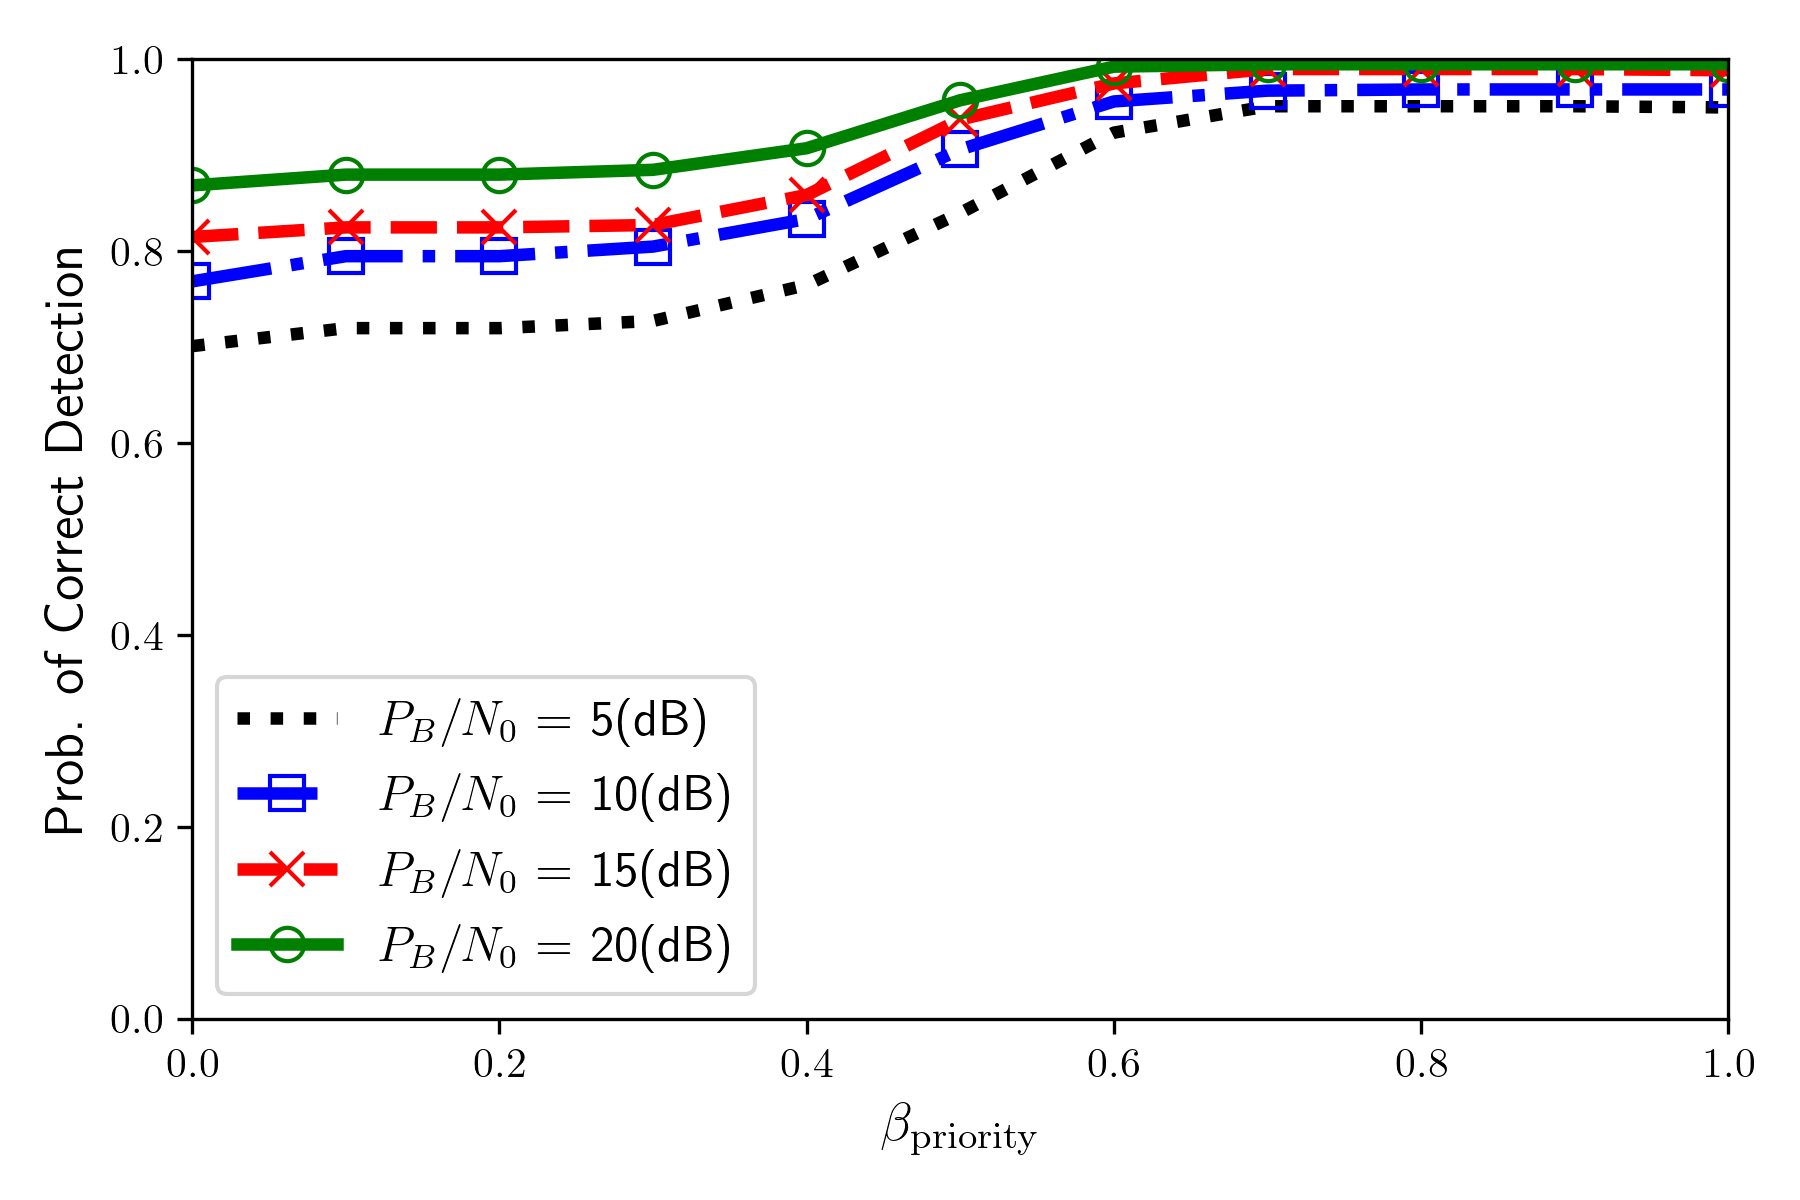 1.0
0.8
0.6
0.4
0.2
0.0
Prob. of Correct Detection
P_B/N_0 = 5(dB)
P_B/N_0 = 10(dB)
P_B/N_0 = 15(dB)
P_B/N_0 = 20(dB)
0.0 0.2 0.4 0.6 0.8 1.0
β_priority